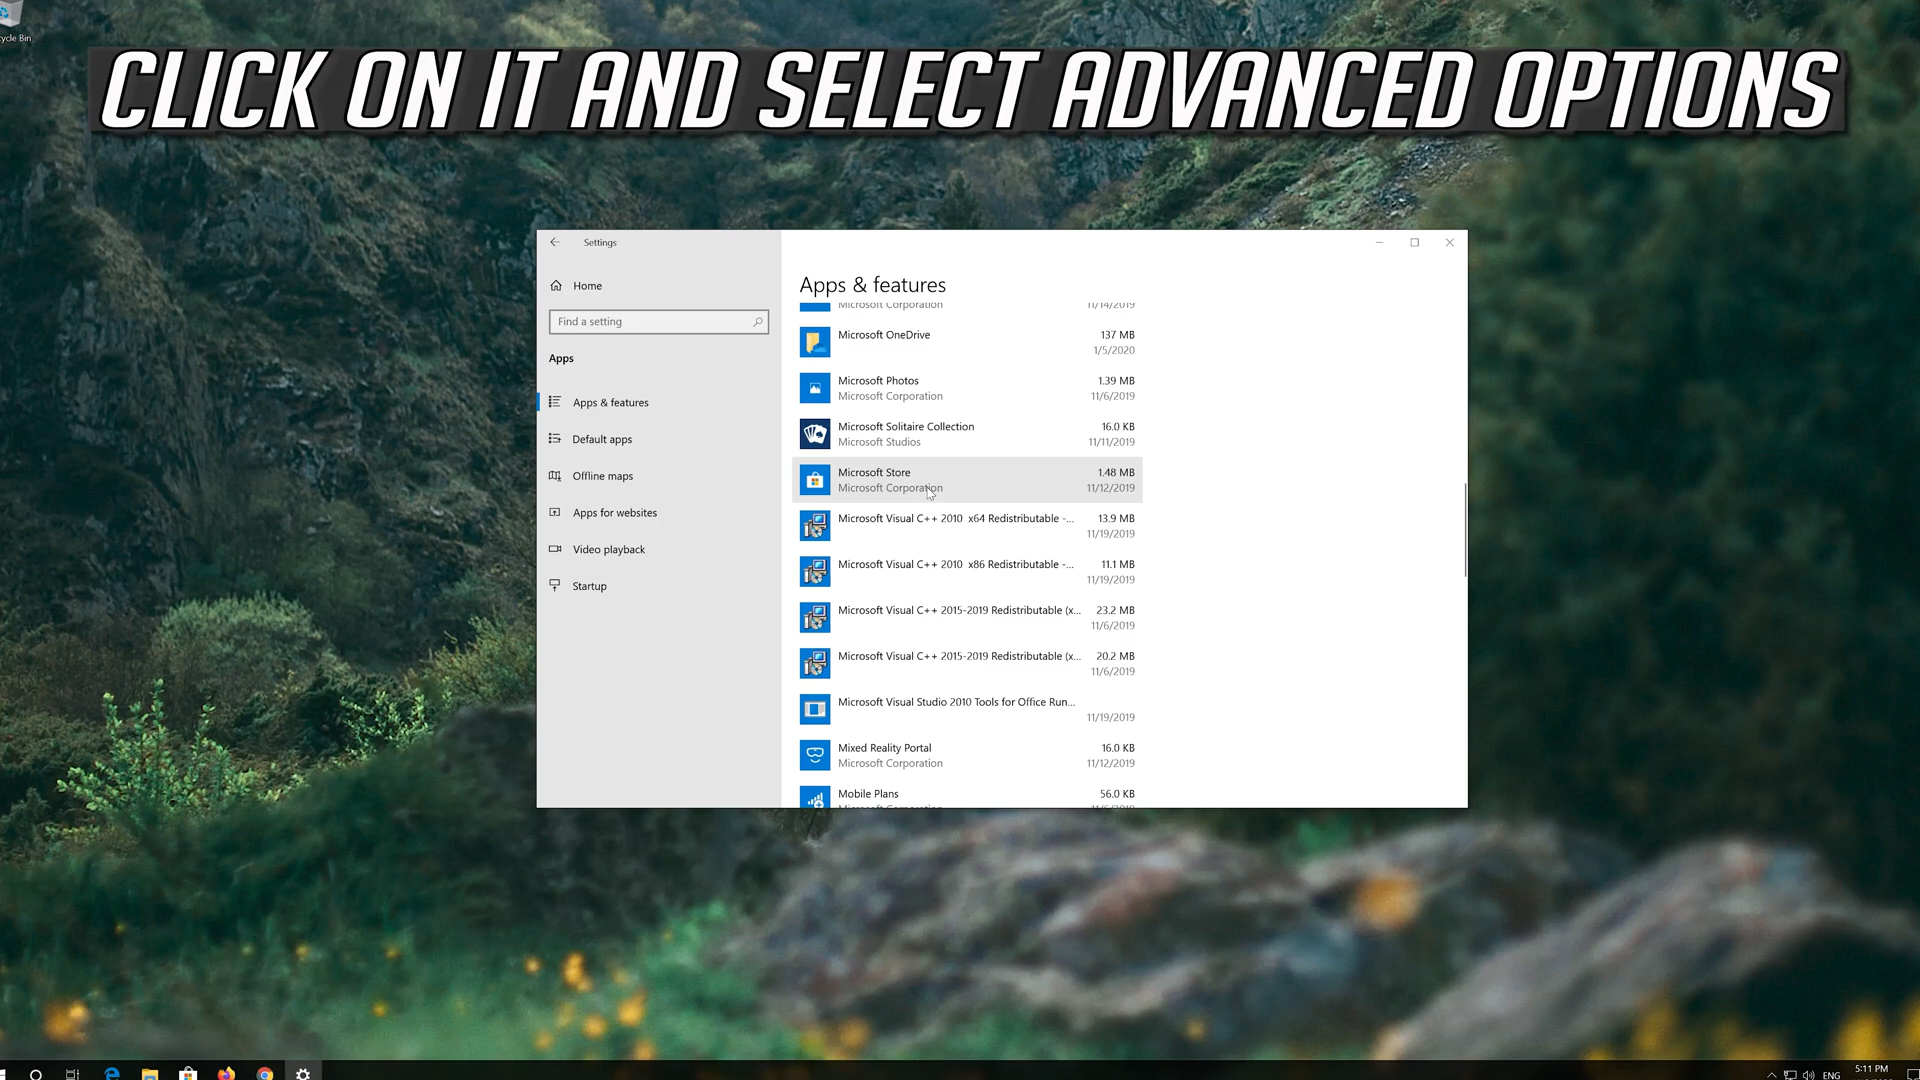 cycle Bin
CLICK ON IT AND SELECT ADVANCED OPTIONS
Settings
Home
Find a setting
Apps
Apps & features
Default apps
Offline maps
Apps for websites
Video playback
Startup
Apps & features
Microsoft Corporation 11/14/2019
Microsoft OneDrive 137 MB
1/5/2020
Microsoft Photos 1.39 MB
Microsoft Corporation 11/6/2019
Microsoft Solitaire Collection 16.0 KB
Microsoft Studios 11/11/2019
Microsoft Store 1.48 MB
Microsoft Corporation 11/12/2019
Microsoft Visual C++ 2010 x64 Redistributable -... 13.9 MB
11/19/2019
Microsoft Visual C++ 2010 x86 Redistributable -... 11.1 MB
11/19/2019
Microsoft Visual C++ 2015-2019 Redistributable (x... 23.2 MB
11/6/2019
Microsoft Visual C++ 2015-2019 Redistributable (x... 20.2 MB
11/6/2019
Microsoft Visual Studio 2010 Tools for Office Run...
11/19/2019
Mixed Reality Portal 16.0 KB
Microsoft Corporation 11/12/2019
Mobile Plans 56.0 KB
Microsoft Corporation
ENG
5:11 PM